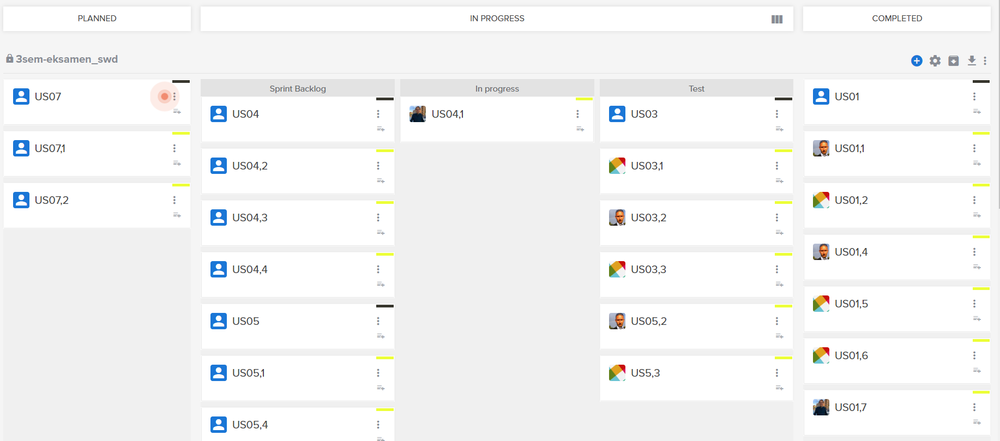 PLANNED
IN PROGRESS
COMPLETED
3sem-eksamen_swd
US07
US07,1
US07,2
Sprint Backlog
US04
US04,2
US04,3
US04,4
US05
US05,1
US05,4
In progress
US04,1
Test
US03
US03,1
US03,2
US03,3
US05,2
US5,3
US01
US01,1
US01,2
US01,4
US01,5
US01,6
US01,7